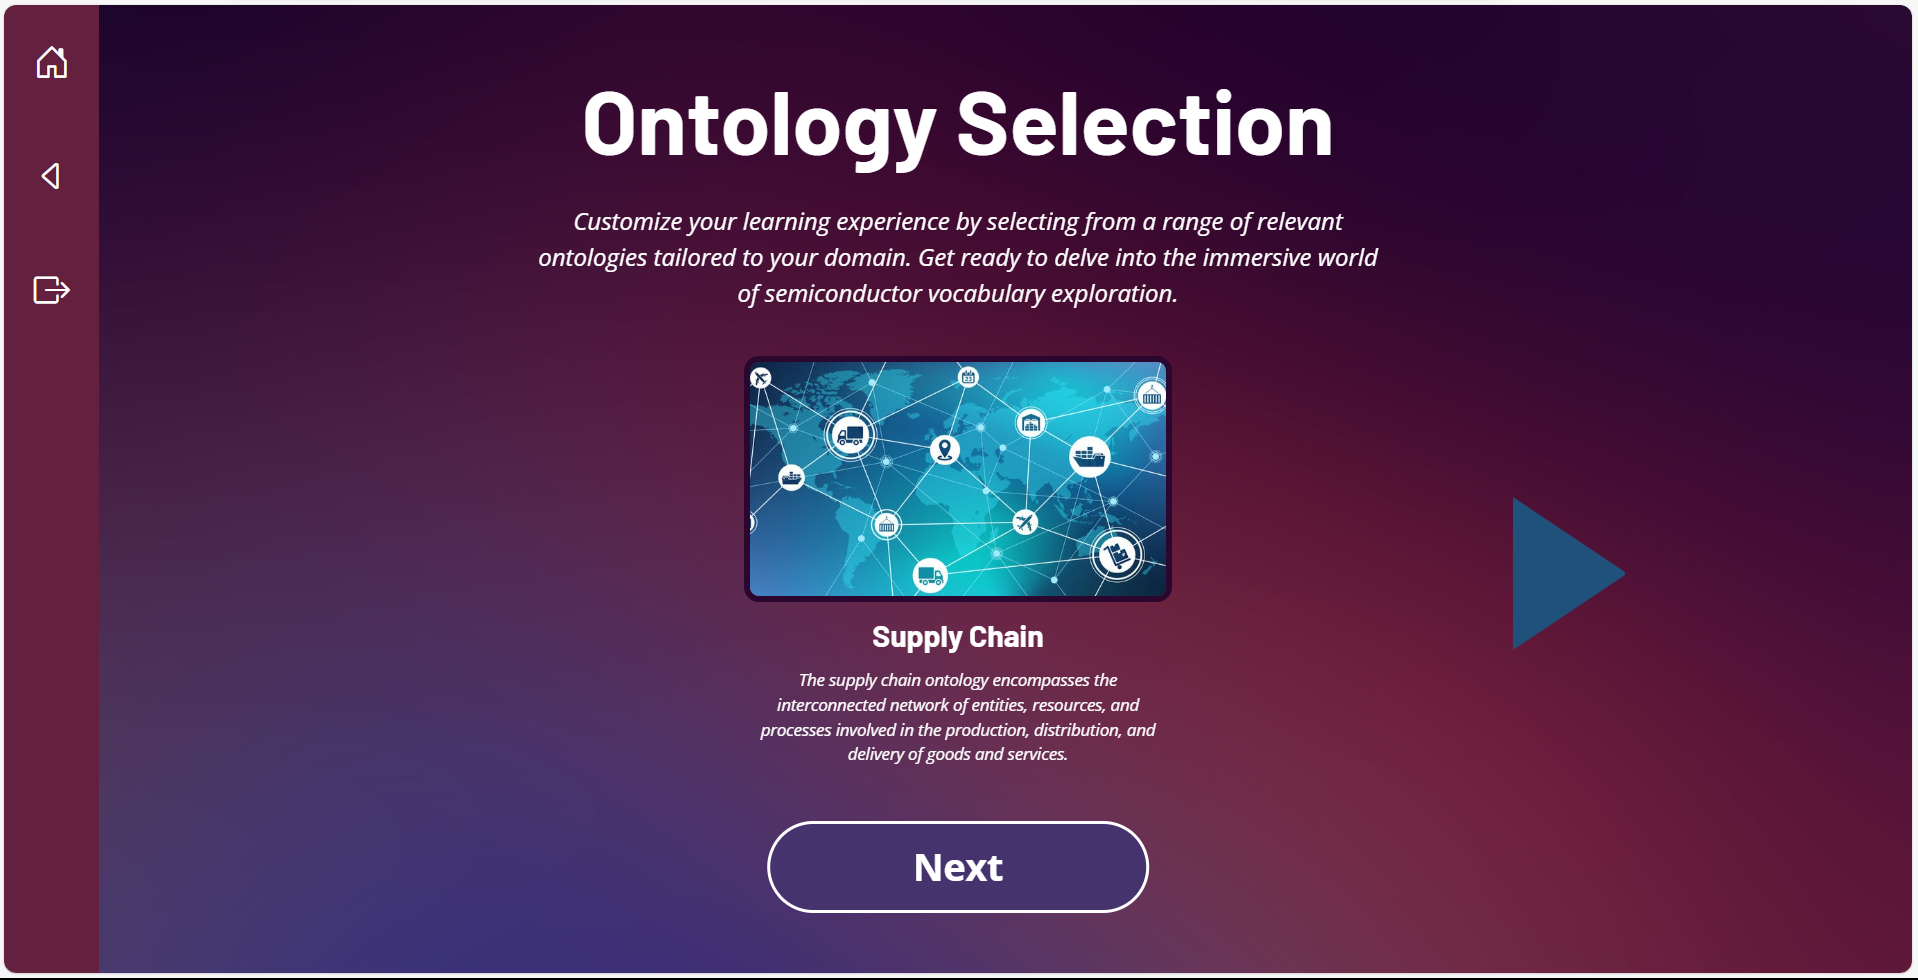 Ontology Selection
Customize your learning experience by selecting from a range of relevant
ontologies tailored to your domain. Get ready to delve into the immersive world
of semiconductor vocabulary exploration.
23
Supply Chain
The supply chain ontology encompasses the
interconnected network of entities, resources, and
processes involved in the production, distribution, and
delivery of goods and services.
Next